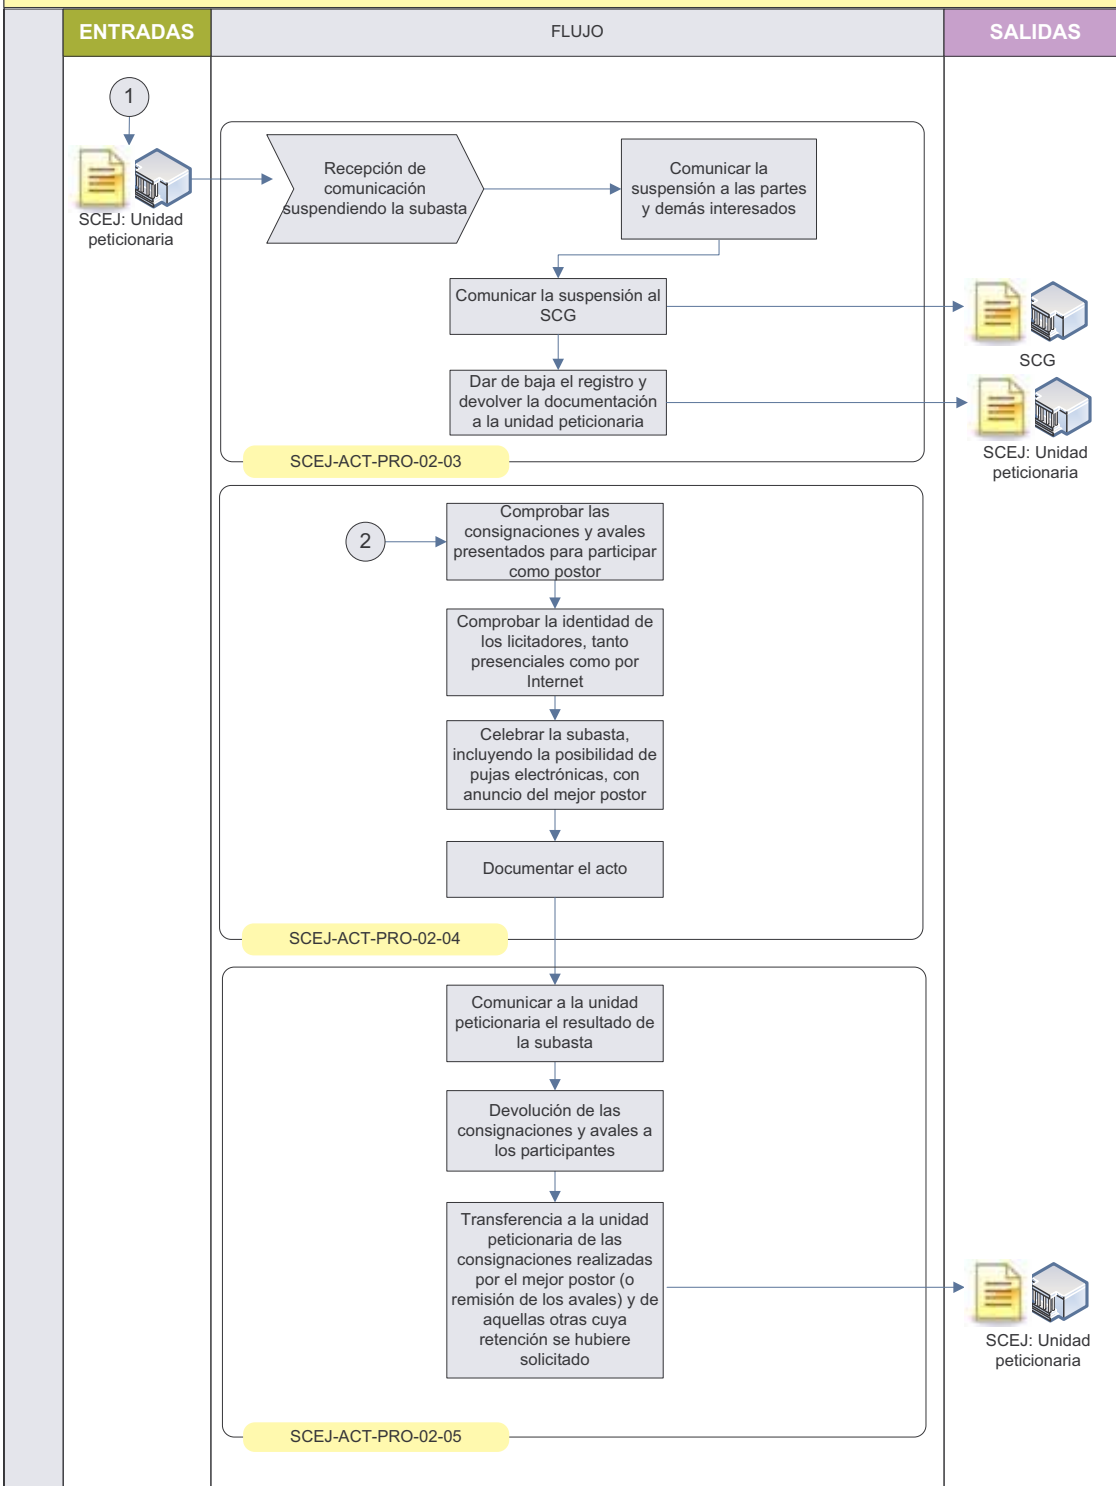 ENTRADAS
FLUJO
SALIDAS
1
SCEJ: Unidad
peticionaria
Recepción de
comunicación
suspendiendo la subasta
Comunicar la
suspensión a las partes
y demás interesados
Comunicar la suspensión al
SCG
SCG
Dar de baja el registro y
devolver la documentación
a la unidad peticionaria
SCEJ: Unidad
peticionaria
SCEJ-ACT-PRO-02-03
2
Comprobar las
consignaciones y avales
presentados para participar
como postor
Comprobar la identidad de
los licitadores, tanto
presenciales como por
Internet
Celebrar la subasta,
incluyendo la posibilidad de
pujas electrónicas, con
anuncio del mejor postor
Documentar el acto
SCEJ-ACT-PRO-02-04
Comunicar a la unidad
peticionaria el resultado de
la subasta
Devolución de las
consignaciones y avales a
los participantes
Transferencia a la unidad
peticionaria de las
consignaciones realizadas
por el mejor postor (o
remisión de los avales) y de
aquellas otras cuya
retención se hubiere
solicitado
SCEJ: Unidad
peticionaria
SCEJ-ACT-PRO-02-05